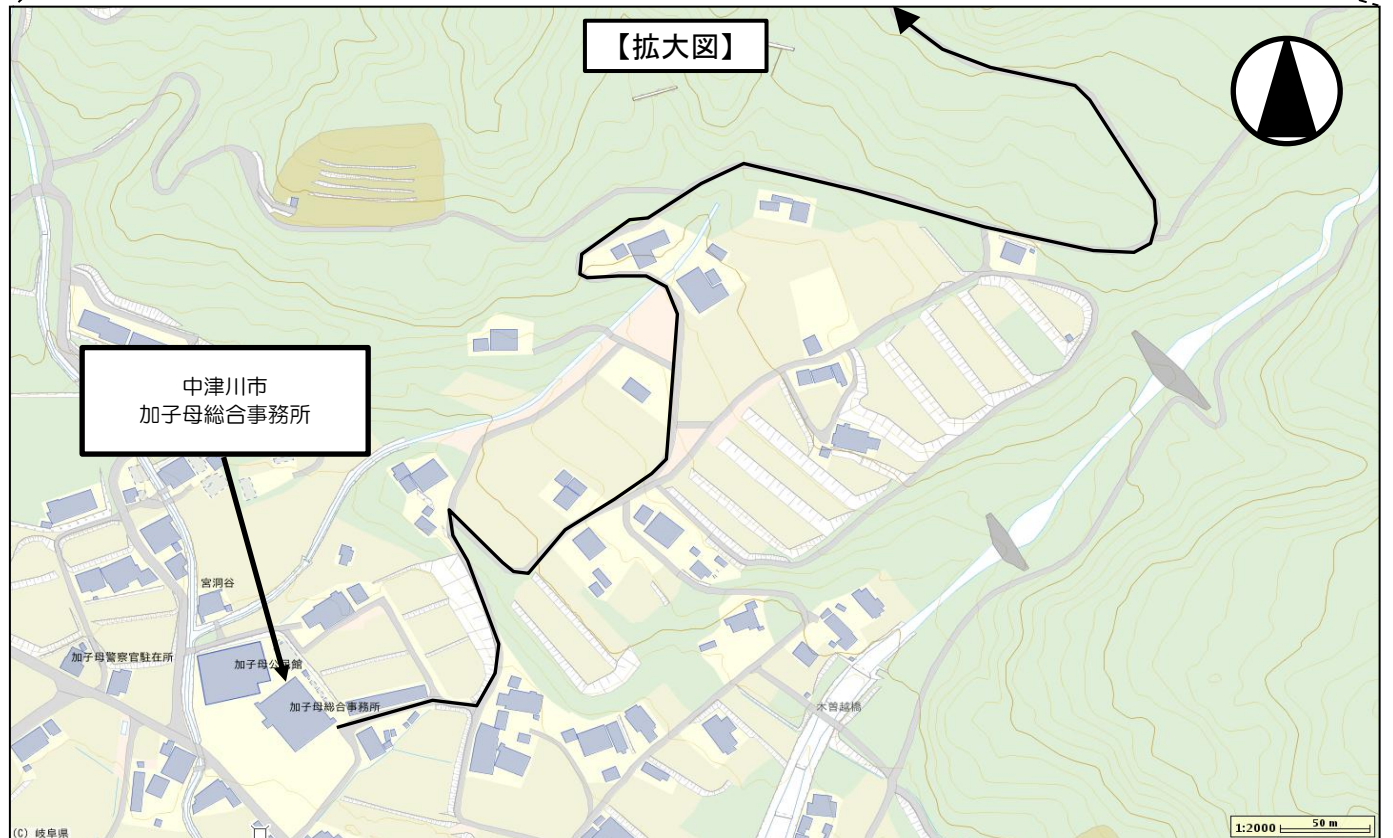 【拡大図】
中津川市
加子母総合事務所
宮洞谷
加子母警察官駐在所
加子母公民館
加子母総合事務所
木曽越橋
(C) 岐阜県
1:2000 50 m